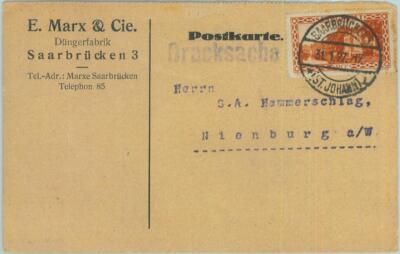 E. Marx & Cie.
Düngerfabrik
Saarbrücken 3
Tel.-Adr.: Marxe Saarbrücken
Telephon 85
Postkarte.
Drucksache
SAARBRÜCKEN
(ST. JOHANN)
Herrn
S.A. Hammerschlag,
Nienburg a/W.